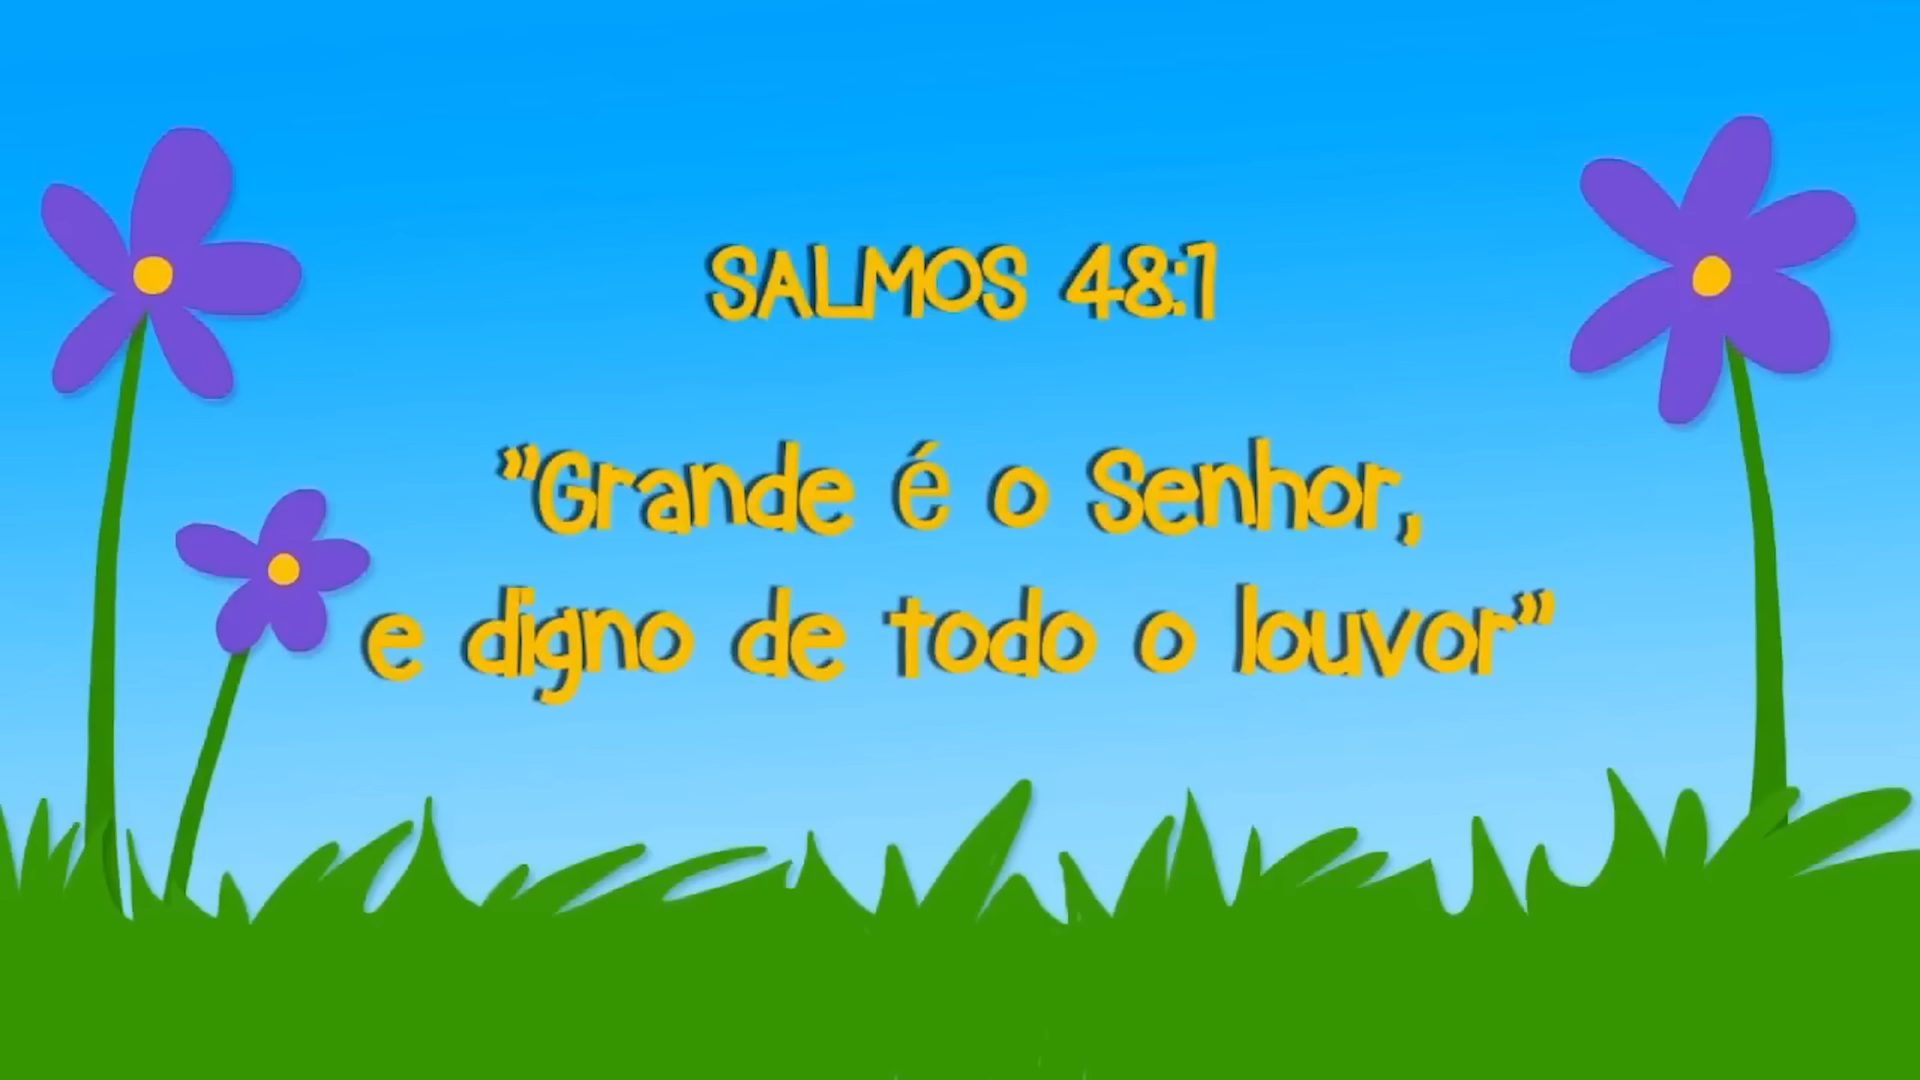 SALMOS 48:1
"Grande é o Senhor,
e digno de todo o louvor"